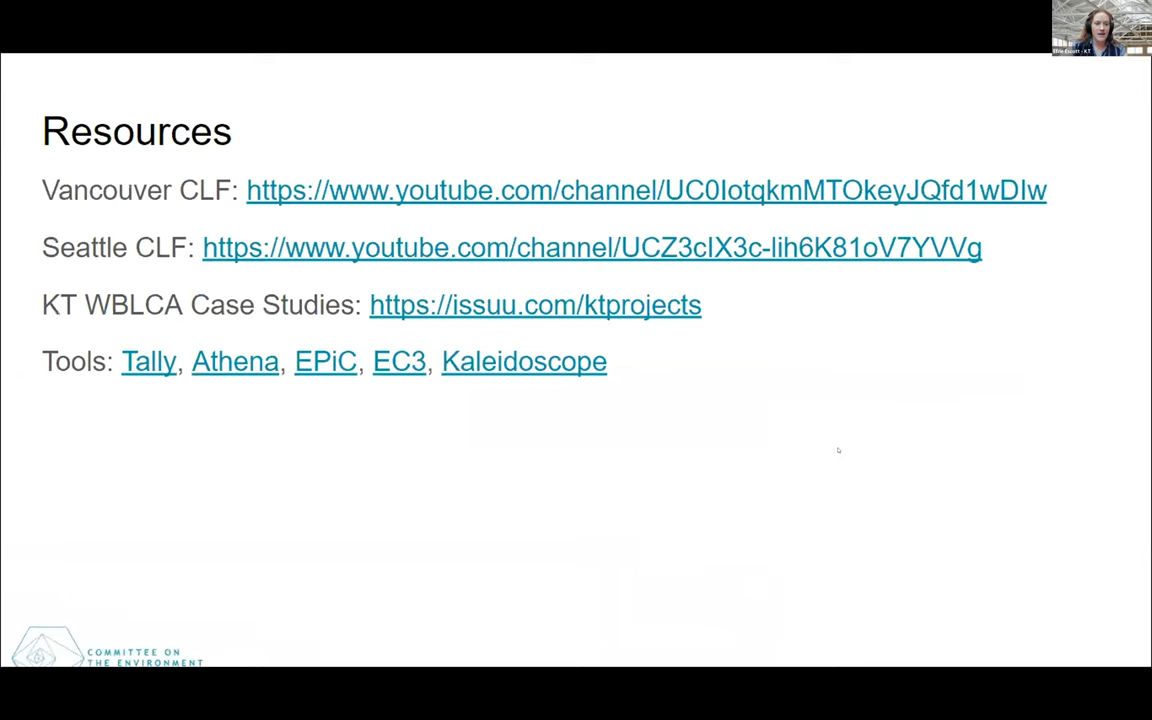 Resources
Vancouver CLF: https://www.youtube.com/channel/UC0IotqkmMTOkeyJQfd1wDIw
Seattle CLF: https://www.youtube.com/channel/UCZ3cIX3c-lih6K81oV7YVVg
KT WBLCA Case Studies: https://issuu.com/ktprojects
Tools: Tally, Athena, EPiC, EC3, Kaleidoscope
COMMITTEE ON
THE ENVIRONMENT